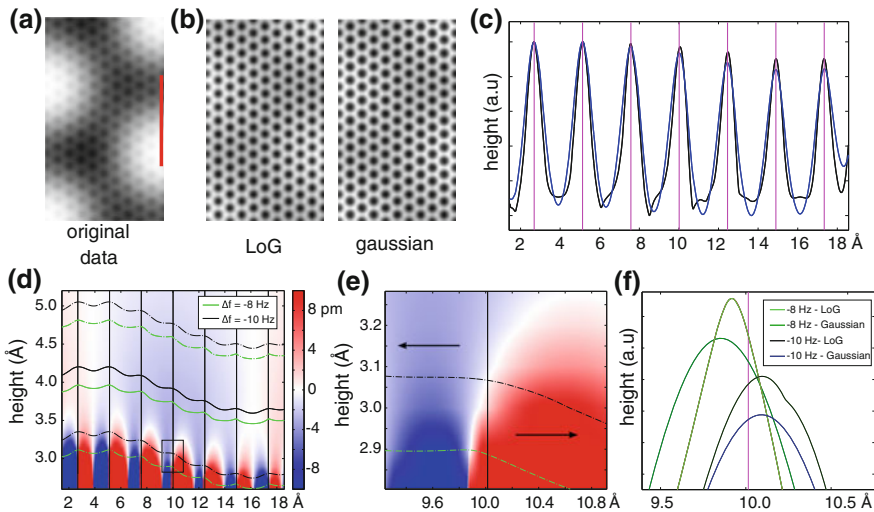 (a)
original
data
(b)
LoG
gaussian
(c)
height (a.u)
2 4 6 8 10 12 14 16 18 Å
(d)
height (Å)
5.0
4.5
4.0
3.5
3.0
Δf = -8 Hz
Δf = -10 Hz
2 4 6 8 10 12 14 16 18 Å
8 pm
4
0
-4
-8
(e)
height (Å)
3.2
3.1
3.0
2.9
9.6 10.0 10.4 10.8 Å
(f)
height (a.u)
-8 Hz - LoG
-8 Hz - Gaussian
-10 Hz- LoG
-10 Hz - Gaussian
9.5 10.0 10.5 Å